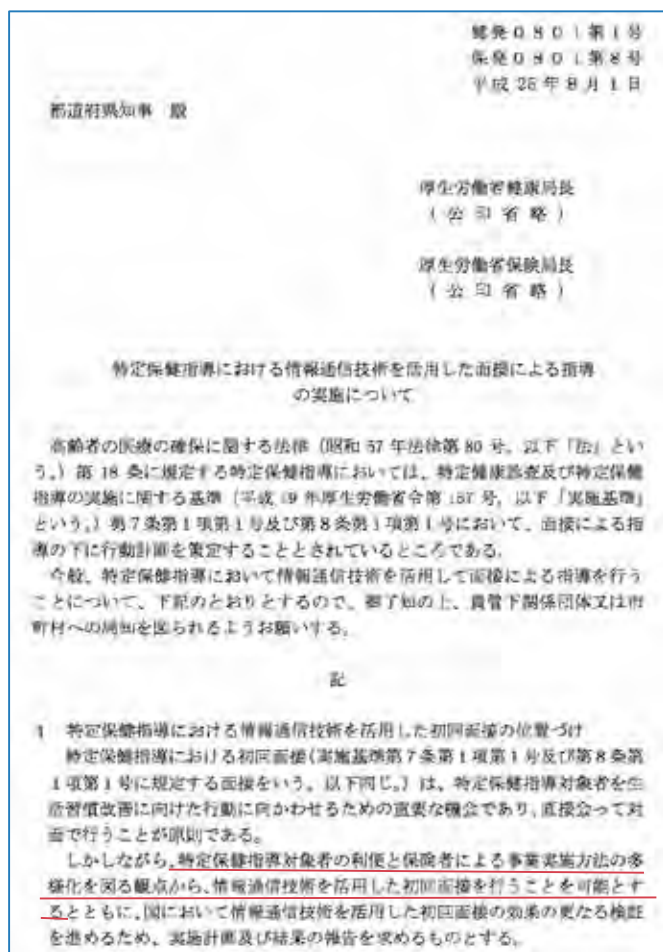 健発0801第1号
保発0801第8号
平成25年8月1日
都道府県知事 殿
厚生労働省健康局長
(公印省略)
厚生労働省保険局長
(公印省略)
特定保健指導における情報通信技術を活用した面接による指導
の実施について
高齢者の医療の確保に関する法律(昭和57年法律第80号。以下「法」とい
う。)第18条に規定する特定保健指導においては、特定健康診査及び特定保健
指導の実施に関する基準(平成19年厚生労働省令第157号。以下「実施基準」
という。)第7条第1項第1号及び第8条第1項第1号において、面接による指
導の下に行動計画を策定することとされているところである。
今般、特定保健指導において情報通信技術を活用して面接による指導を行う
ことについて、下記のとおりとするので、御了知の上、貴管下関係団体又は市
町村への周知を図られるようお願いする。
記
1 特定保健指導における情報通信技術を活用した初回面接の位置づけ
特定保健指導における初回面接(実施基準第7条第1項第1号及び第8条第
1項第1号に規定する面接をいう。以下同じ。)は、特定保健指導対象者を生
活習慣改善に向けた行動に向かわせるための重要な機会であり、直接会って対
面で行うことが原則である。
しかしながら、特定保健指導対象者の利便と保険者による事業実施方法の多
様化を図る観点から、情報通信技術を活用した初回面接を行うことを可能とす
るとともに、国において情報通信技術を活用した初回面接の効果の更なる検証
を進めるため、実施計画及び結果の報告を求めるものとする。